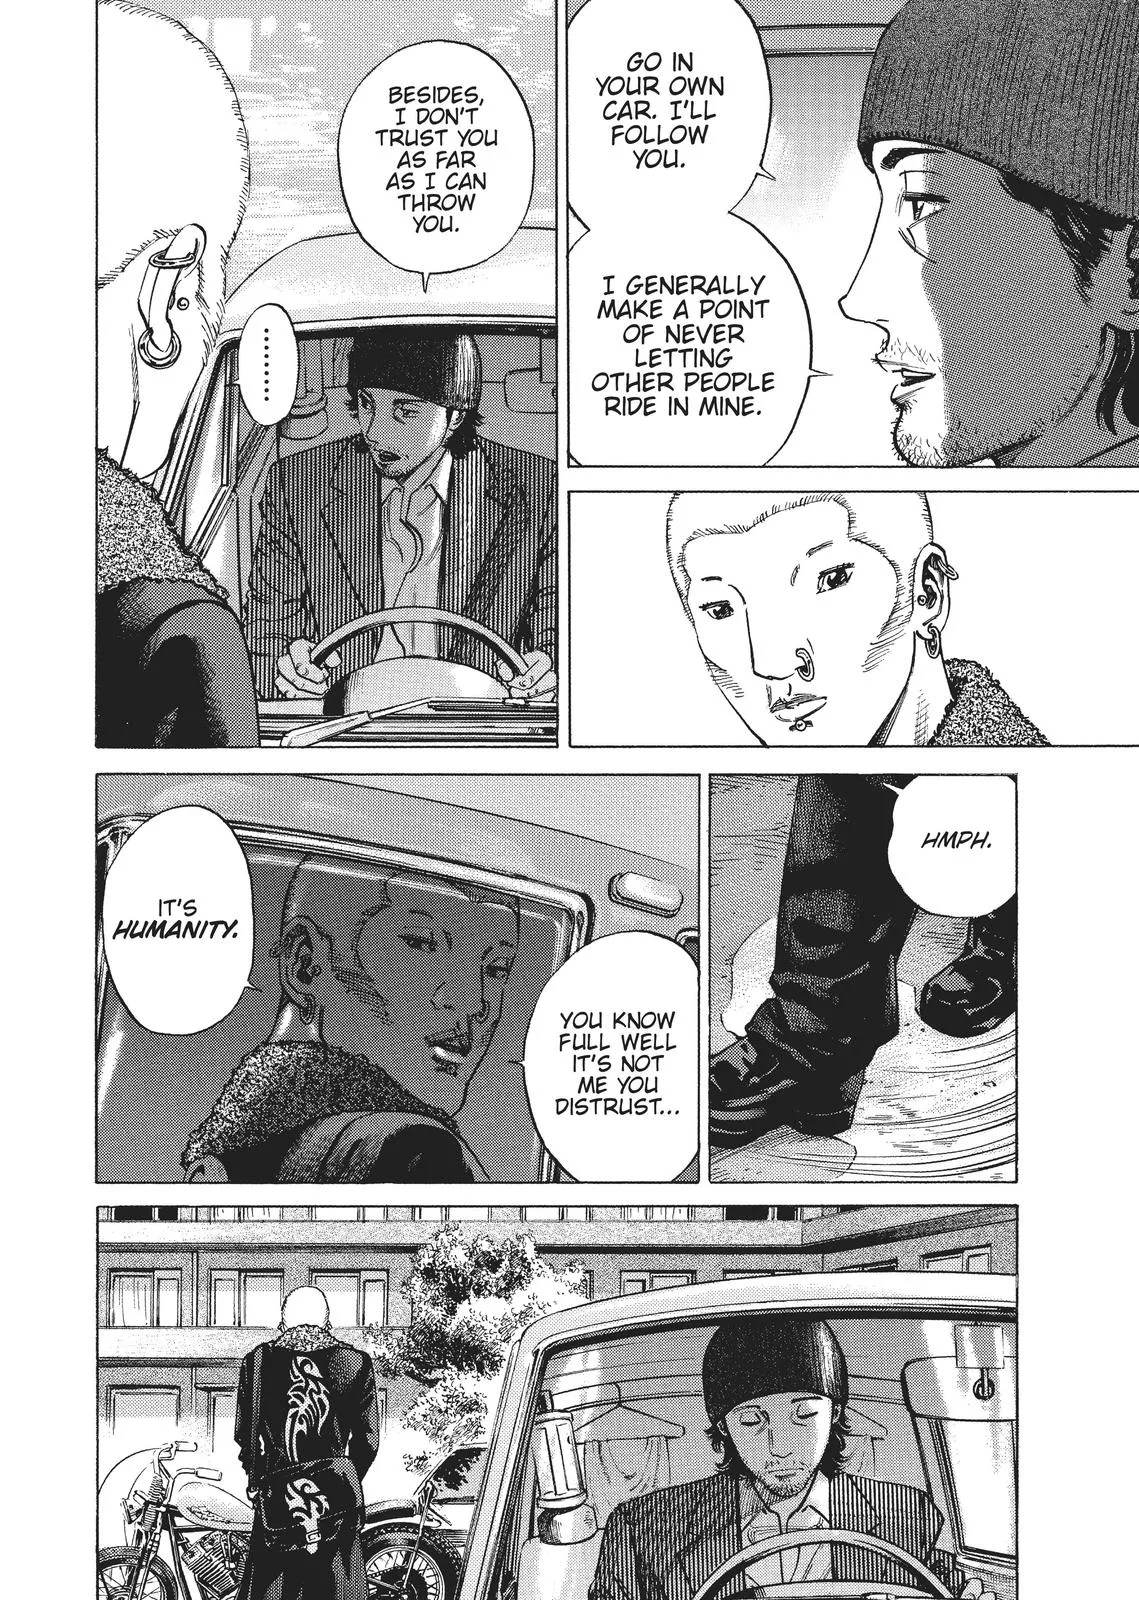 GO IN
YOUR OWN
CAR. I'LL
FOLLOW
YOU.
I GENERALLY
MAKE A POINT
OF NEVER
LETTING
OTHER PEOPLE
RIDE IN MINE.
BESIDES,
I DON'T
TRUST YOU
AS FAR
AS I CAN
THROW
YOU.
........
HMPH.
YOU KNOW
FULL WELL
IT'S NOT
ME YOU
DISTRUST...
IT'S
HUMANITY.